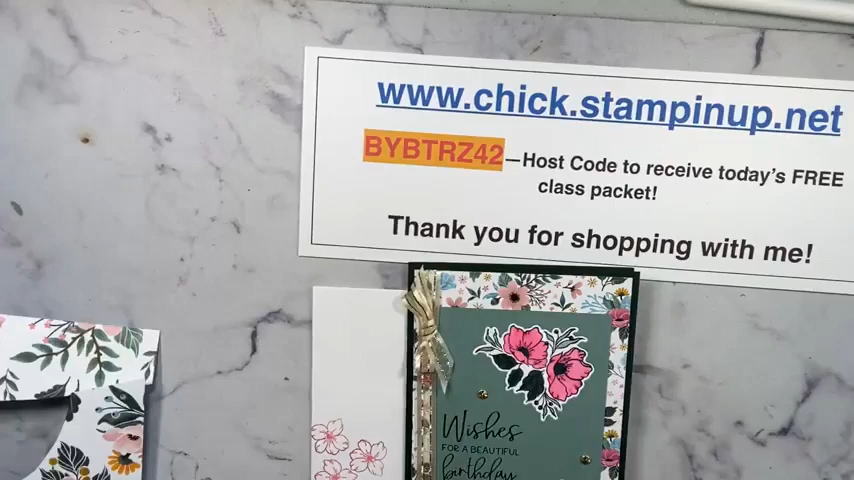 www.chick.stampinup.net
BYBTRZ42—Host Code to receive today's FREE
class packet!
Thank you for shopping with me!
Wishes
FOR A BEAUTIFUL
birthday